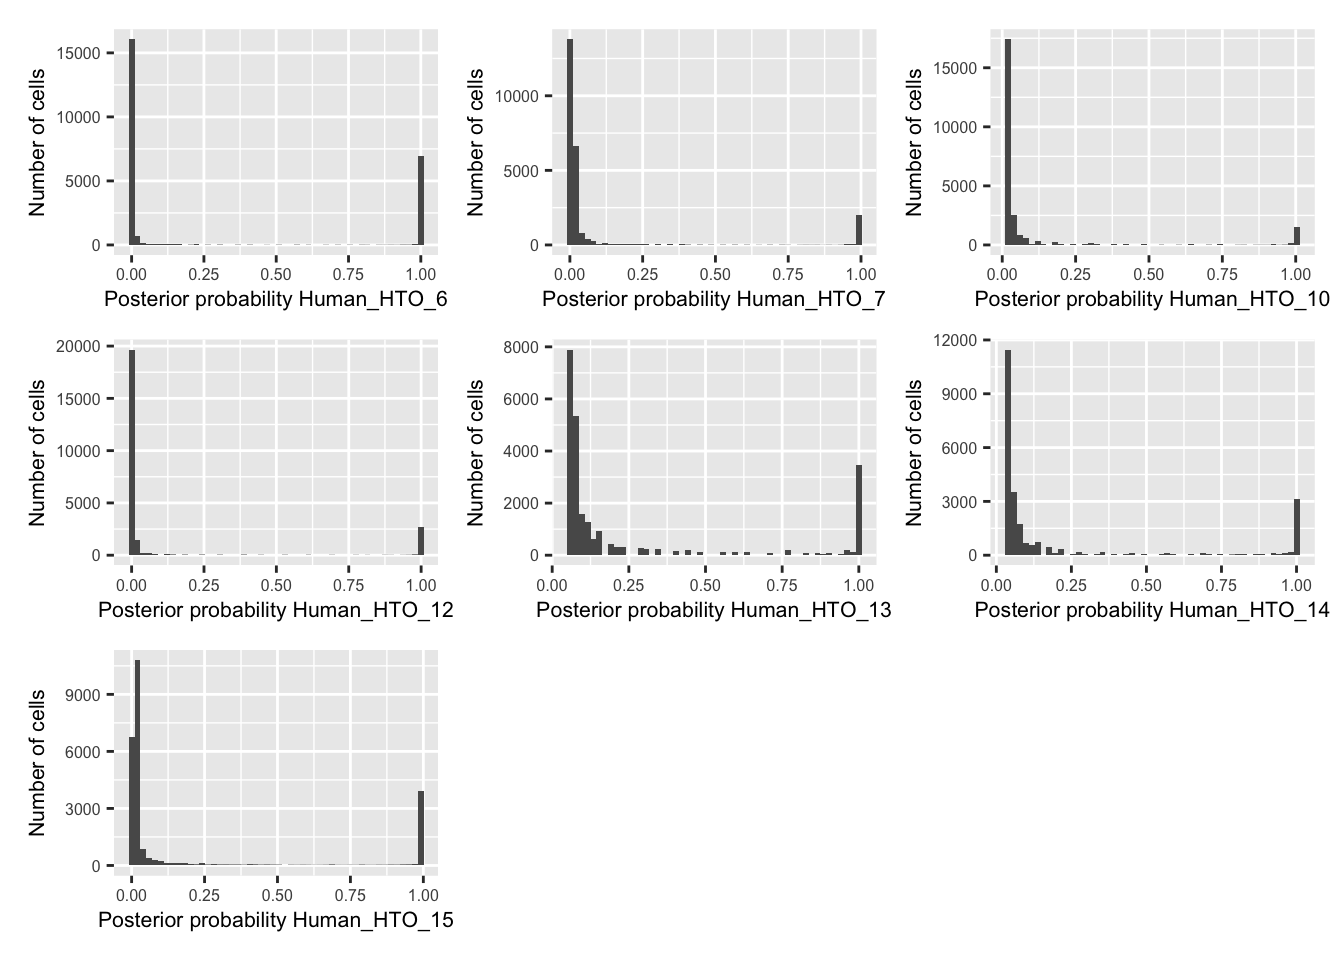 Number of cells
15000
10000
5000
0
0.00 0.25 0.50 0.75 1.00
Posterior probability Human_HTO_6
Number of cells
10000
5000
0
0.00 0.25 0.50 0.75 1.00
Posterior probability Human_HTO_7
Number of cells
15000
10000
5000
0
0.00 0.25 0.50 0.75 1.00
Posterior probability Human_HTO_10
Number of cells
20000
15000
10000
5000
0
0.00 0.25 0.50 0.75 1.00
Posterior probability Human_HTO_12
Number of cells
8000
6000
4000
2000
0
0.00 0.25 0.50 0.75 1.00
Posterior probability Human_HTO_13
Number of cells
12000
9000
6000
3000
0
0.00 0.25 0.50 0.75 1.00
Posterior probability Human_HTO_14
Number of cells
9000
6000
3000
0
0.00 0.25 0.50 0.75 1.00
Posterior probability Human_HTO_15